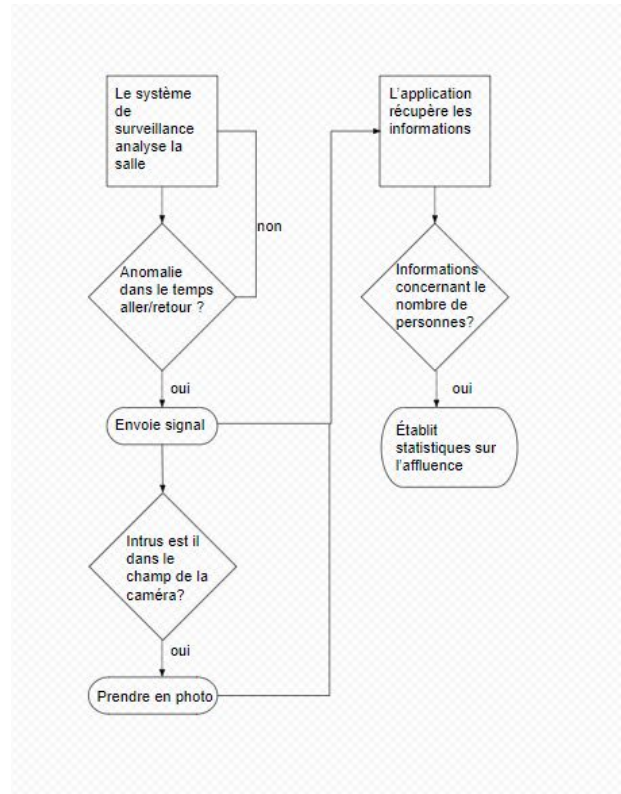 Le système
de
surveillance
analyse la
salle
non
Anomalie
dans le temps
aller/retour ?
oui
Envoie signal
Intrus est il
dans le
champ de la
caméra?
oui
Prendre en photo
L'application
récupère les
informations
Informations
concernant le
nombre de
personnes?
oui
Établit
statistiques sur
l'affluence